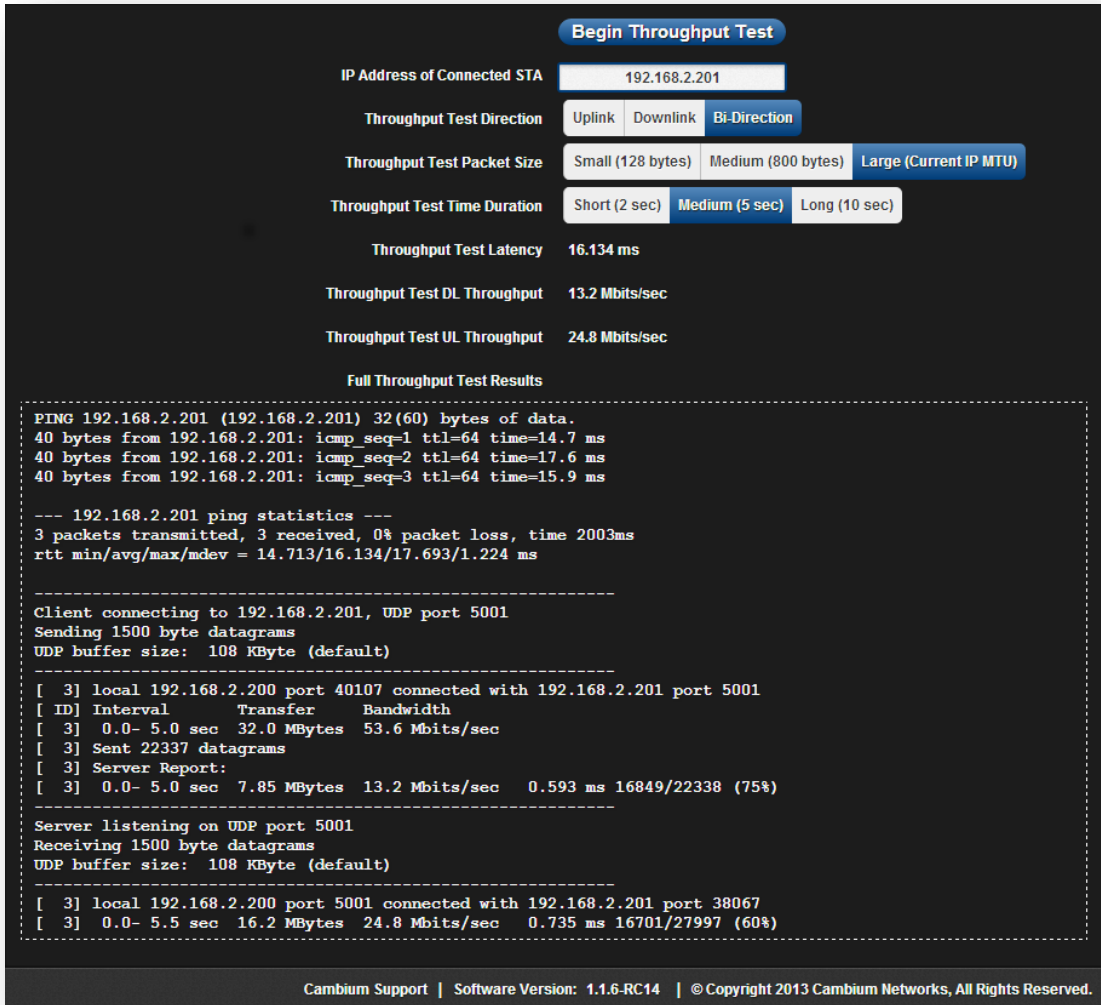 Begin Throughput Test
IP Address of Connected STA 192.168.2.201
Throughput Test Direction Uplink Downlink Bi-Direction
Throughput Test Packet Size Small (128 bytes) Medium (800 bytes) Large (Current IP MTU)
Throughput Test Time Duration Short (2 sec) Medium (5 sec) Long (10 sec)
Throughput Test Latency 16.134 ms
Throughput Test DL Throughput 13.2 Mbits/sec
Throughput Test UL Throughput 24.8 Mbits/sec
Full Throughput Test Results
PING 192.168.2.201 (192.168.2.201) 32(60) bytes of data.
40 bytes from 192.168.2.201: icmp_seq=1 ttl=64 time=14.7 ms
40 bytes from 192.168.2.201: icmp_seq=2 ttl=64 time=17.6 ms
40 bytes from 192.168.2.201: icmp_seq=3 ttl=64 time=15.9 ms
--- 192.168.2.201 ping statistics ---
3 packets transmitted, 3 received, 0% packet loss, time 2003ms
rtt min/avg/max/mdev = 14.713/16.134/17.693/1.224 ms
------------------------------------------------------------
Client connecting to 192.168.2.201, UDP port 5001
Sending 1500 byte datagrams
UDP buffer size:  108 KByte (default)
------------------------------------------------------------
[  3] local 192.168.2.200 port 40107 connected with 192.168.2.201 port 5001
[ ID] Interval       Transfer     Bandwidth
[  3]  0.0- 5.0 sec  32.0 MBytes  53.6 Mbits/sec
[  3] Sent 22337 datagrams
[  3] Server Report:
[  3]  0.0- 5.0 sec  7.85 MBytes  13.2 Mbits/sec   0.593 ms 16849/22338 (75%)
------------------------------------------------------------
Server listening on UDP port 5001
Receiving 1500 byte datagrams
UDP buffer size:  108 KByte (default)
------------------------------------------------------------
[  3] local 192.168.2.200 port 5001 connected with 192.168.2.201 port 38067
[  3]  0.0- 5.5 sec  16.2 MBytes  24.8 Mbits/sec   0.735 ms 16701/27997 (60%)
Cambium Support | Software Version: 1.1.6-RC14 | © Copyright 2013 Cambium Networks, All Rights Reserved.